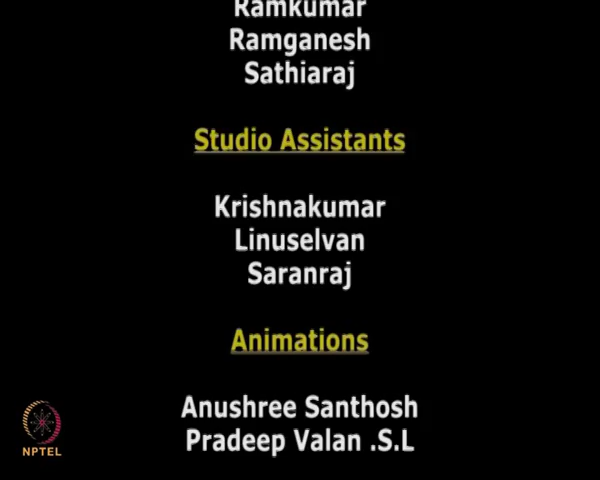 Ramkumar
Ramganesh
Sathiaraj
Studio Assistants
Krishnakumar
Linuselvan
Saranraj
Animations
Anushree Santhosh
Pradeep Valan .S.L
NPTEL